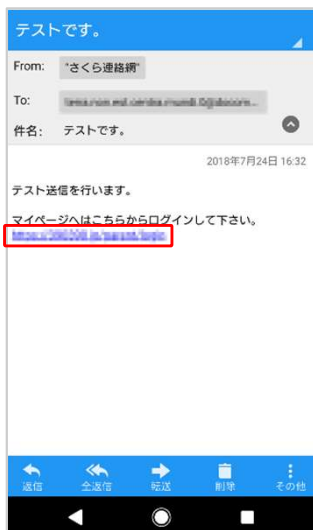 テストです。
From: "さくら連絡網"
To:
件名: テストです。
2018年7月24日 16:32
テスト送信を行います。
マイページへはこちらからログインして下さい。
返信 全返信 転送 削除 その他